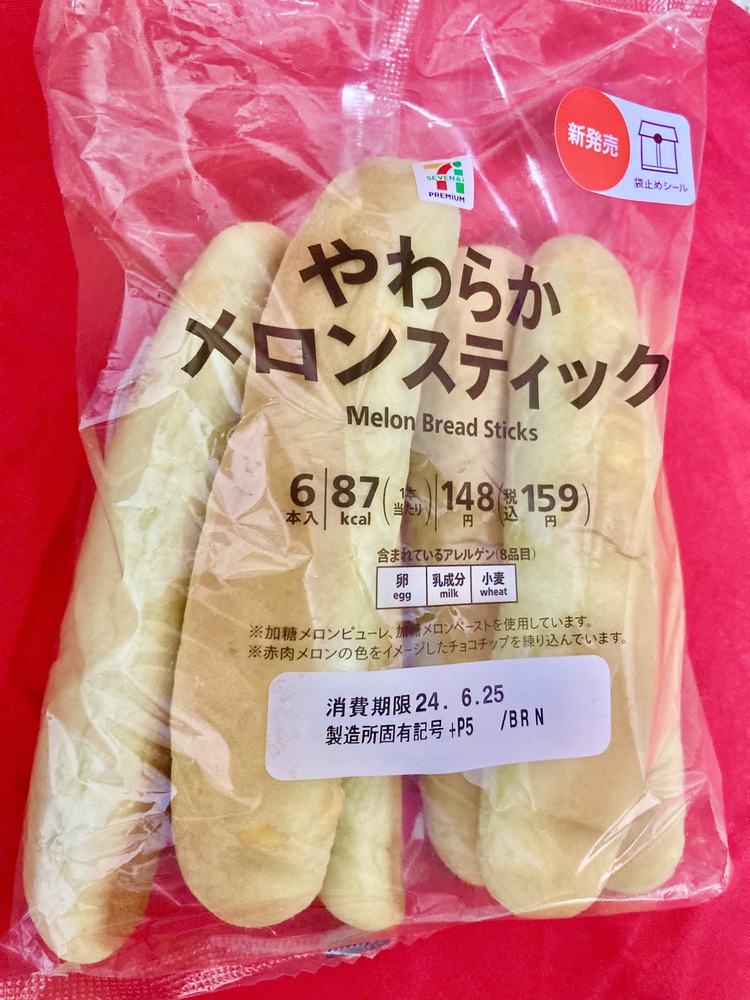 新発売
袋止めシール
SEVEN&i
PREMIUM
やわらか
メロンスティック
Melon Bread Sticks
6本入 87kcal (1本当たり) 148円 (税込159円)
含まれているアレルゲン(8品目)
卵 乳成分 小麦
egg milk wheat
※加糖メロンピューレ、加糖メロンペーストを使用しています。
※赤肉メロンの色をイメージしたチョコチップを練り込んでいます。
消費期限24. 6.25
製造所固有記号+P5 /BRN